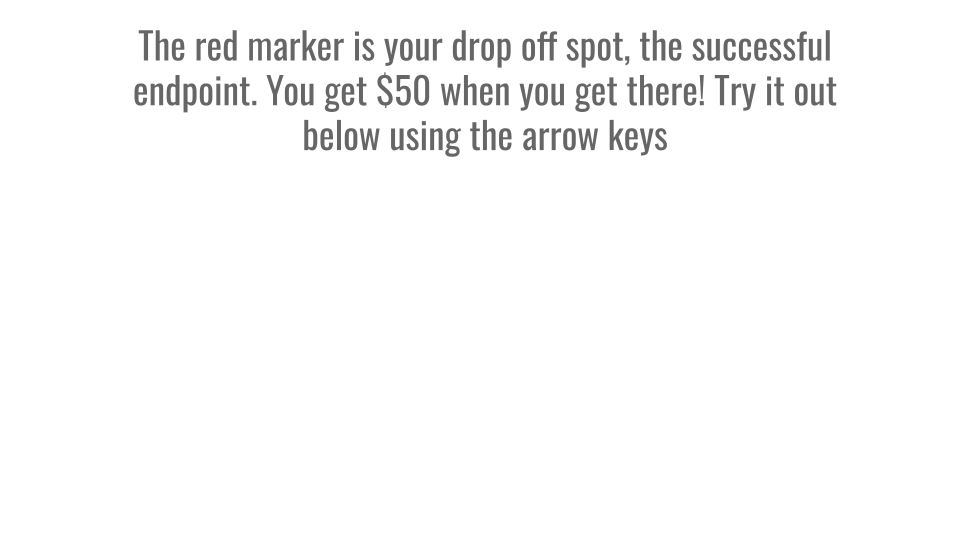 The red marker is your drop off spot, the successful
endpoint. You get $50 when you get there! Try it out
below using the arrow keys